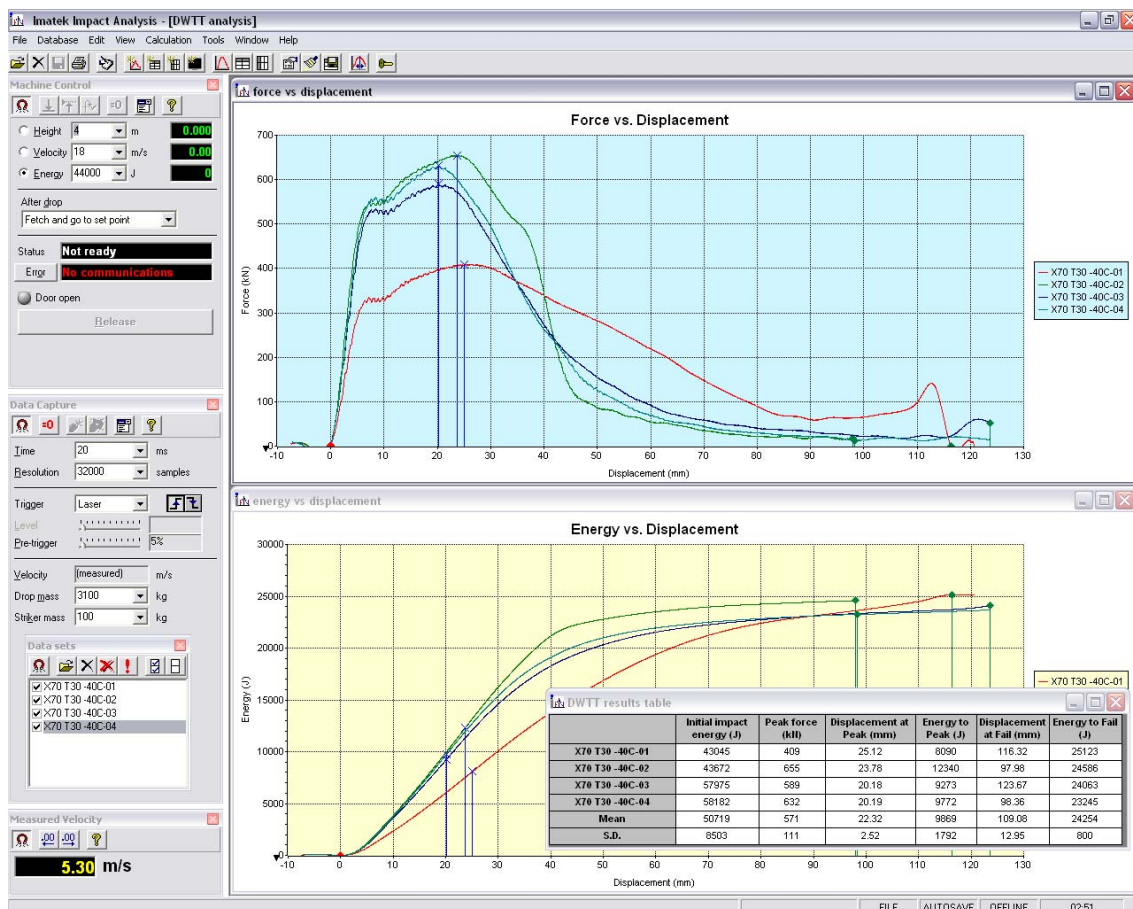 Imatek Impact Analysis - [DWTT analysis]
File Database Edit View Calculation Tools Window Help
Machine Control
=0 ?
Height 4 m 0.000
Velocity 18 m/s 0.00
Energy 44000 J 0
After drop
Fetch and go to set point
Status Not ready
Error No communications
Door open
Release
Data Capture
=0 ?
Time 20 ms
Resolution 32000 samples
Trigger Laser
Level
Pre-trigger 5%
Velocity (measured) m/s
Drop mass 3100 kg
Striker mass 100 kg
Data sets
X70 T30 -40C-01
X70 T30 -40C-02
X70 T30 -40C-03
X70 T30 -40C-04
Measured Velocity
.00 .00 ?
5.30 m/s
force vs displacement
Force vs. Displacement
700
600
500
400
300
200
100
0
Force (kN)
-10 0 10 20 30 40 50 60 70 80 90 100 110 120 130
Displacement (mm)
X70 T30 -40C-01
X70 T30 -40C-02
X70 T30 -40C-03
X70 T30 -40C-04
energy vs displacement
Energy vs. Displacement
30000
25000
20000
15000
10000
5000
0
Energy (J)
-10 0 10 20 30 40 50 60 70 80 90 100 110 120 130
Displacement (mm)
X70 T30 -40C-01
DWTT results table
Initial impact energy (J) Peak force (kN) Displacement at Peak (mm) Energy to Peak (J) Displacement at Fail (mm) Energy to Fail (J)
X70 T30 -40C-01 43045 409 25.12 8090 116.32 25123
X70 T30 -40C-02 43672 655 23.78 12340 97.98 24586
X70 T30 -40C-03 57975 589 20.18 9273 123.67 24063
X70 T30 -40C-04 58182 632 20.19 9772 98.36 23245
Mean 50719 571 22.32 9869 109.08 24254
S.D. 8503 111 2.52 1792 12.95 800
FILE AUTOSAVE OFFLINE 02:51